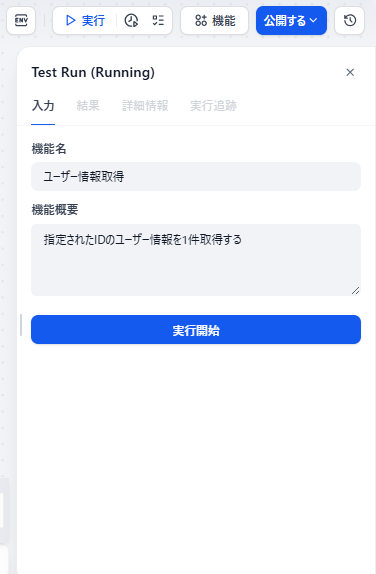 ENV 実行 機能 公開する
Test Run (Running)
入力 結果 詳細情報 実行追跡
機能名
ユーザー情報取得
機能概要
指定されたIDのユーザー情報を1件取得する
実行開始